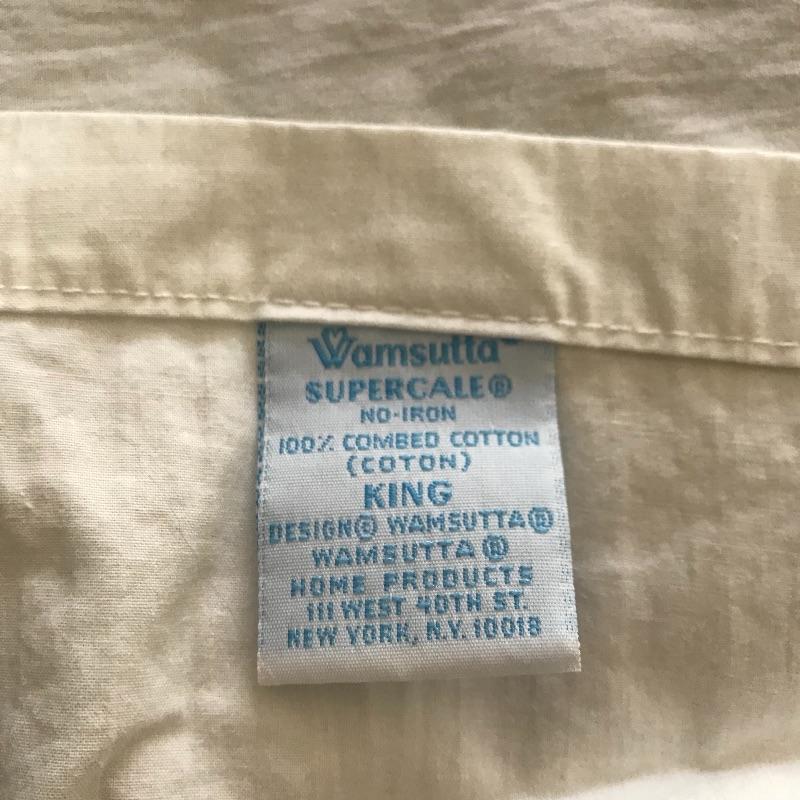 Wamsutta®
SUPERCALE®
NO-IRON
100% COMBED COTTON
(COTON)
KING
DESIGN© WAMSUTTA®
WAMSUTTA®
HOME PRODUCTS
111 WEST 40TH ST.
NEW YORK, N.Y. 10018